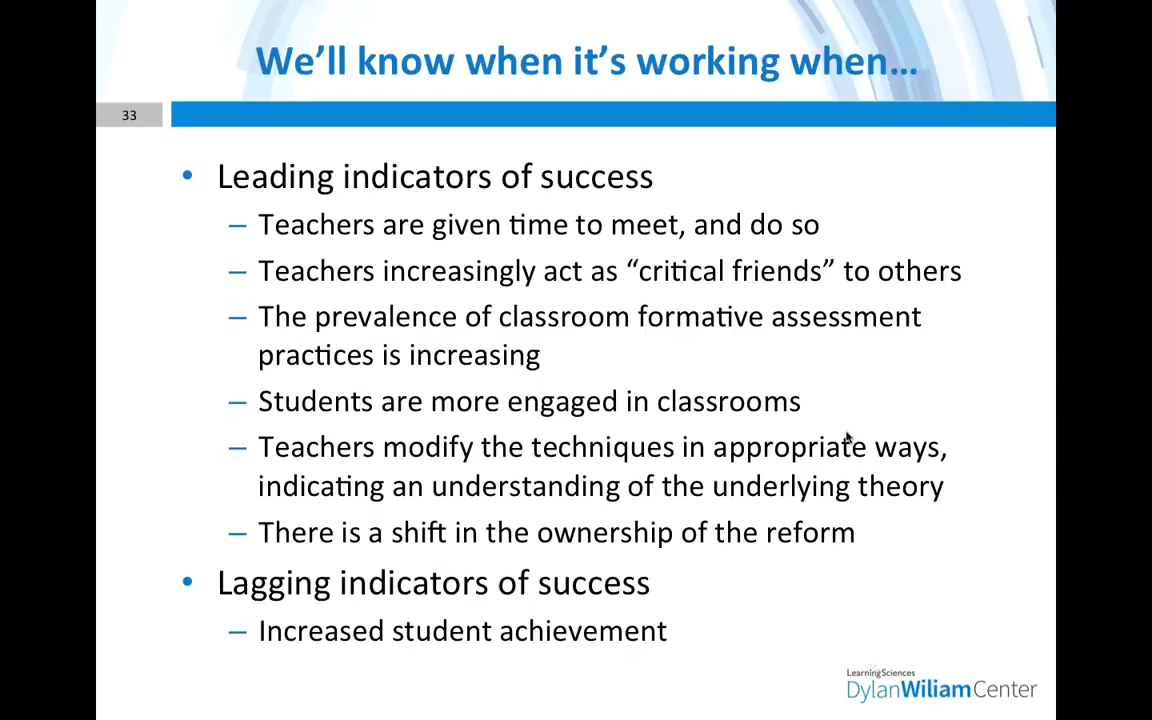 We’ll know when it’s working when…
33
• Leading indicators of success
– Teachers are given time to meet, and do so
– Teachers increasingly act as “critical friends” to others
– The prevalence of classroom formative assessment
practices is increasing
– Students are more engaged in classrooms
– Teachers modify the techniques in appropriate ways,
indicating an understanding of the underlying theory
– There is a shift in the ownership of the reform
• Lagging indicators of success
– Increased student achievement
LearningSciences
DylanWiliamCenter